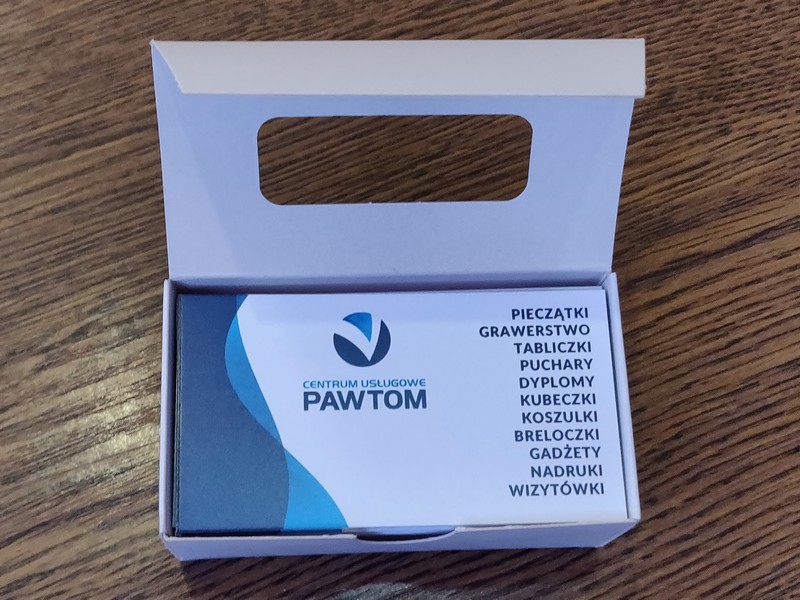 CENTRUM USŁUGOWE
PAWTOM
PIECZĄTKI
GRAWERSTWO
TABLICZKI
PUCHARY
DYPLOMY
KUBECZKI
KOSZULKI
BRELOCZKI
GADŻETY
NADRUKI
WIZYTÓWKI